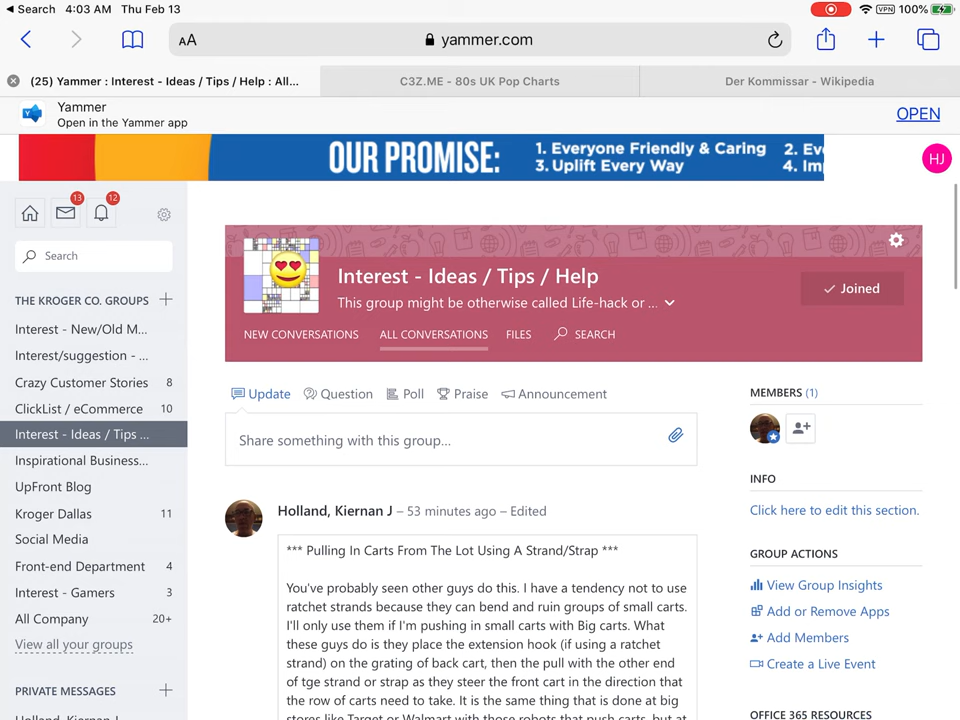 ◀ Search 4:03 AM Thu Feb 13 VPN 100%
AA yammer.com
(25) Yammer : Interest - Ideas / Tips / Help : All...
C3Z.ME - 80s UK Pop Charts
Der Kommissar - Wikipedia
Yammer
Open in the Yammer app
OPEN
OUR PROMISE:
1. Everyone Friendly & Caring 2. Ev
3. Uplift Every Way 4. Im
HJ
13 12
Search
THE KROGER CO. GROUPS
Interest - New/Old M...
Interest/suggestion - ...
Crazy Customer Stories 8
ClickList / eCommerce 10
Interest - Ideas / Tips ...
Inspirational Business...
UpFront Blog
Kroger Dallas 11
Social Media
Front-end Department 4
Interest - Gamers 3
All Company 20+
View all your groups
PRIVATE MESSAGES
Holland, Kiernan J
Interest - Ideas / Tips / Help
This group might be otherwise called Life-hack or ...
Joined
NEW CONVERSATIONS ALL CONVERSATIONS FILES SEARCH
Update Question Poll Praise Announcement
Share something with this group...
Holland, Kiernan J – 53 minutes ago – Edited
*** Pulling In Carts From The Lot Using A Strand/Strap ***
You've probably seen other guys do this. I have a tendency not to use
ratchet strands because they can bend and ruin groups of small carts.
I'll only use them if I'm pushing in small carts with Big carts. What
these guys do is they place the extension hook (if using a ratchet
strand) on the grating of back cart, then the pull with the other end
of tge strand or strap as they steer the front cart in the direction that
the row of carts need to take. It is the same thing that is done at big
stores like Target or Walmart with those robots that push carts, but at
MEMBERS (1)
INFO
Click here to edit this section.
GROUP ACTIONS
View Group Insights
Add or Remove Apps
Add Members
Create a Live Event
OFFICE 365 RESOURCES